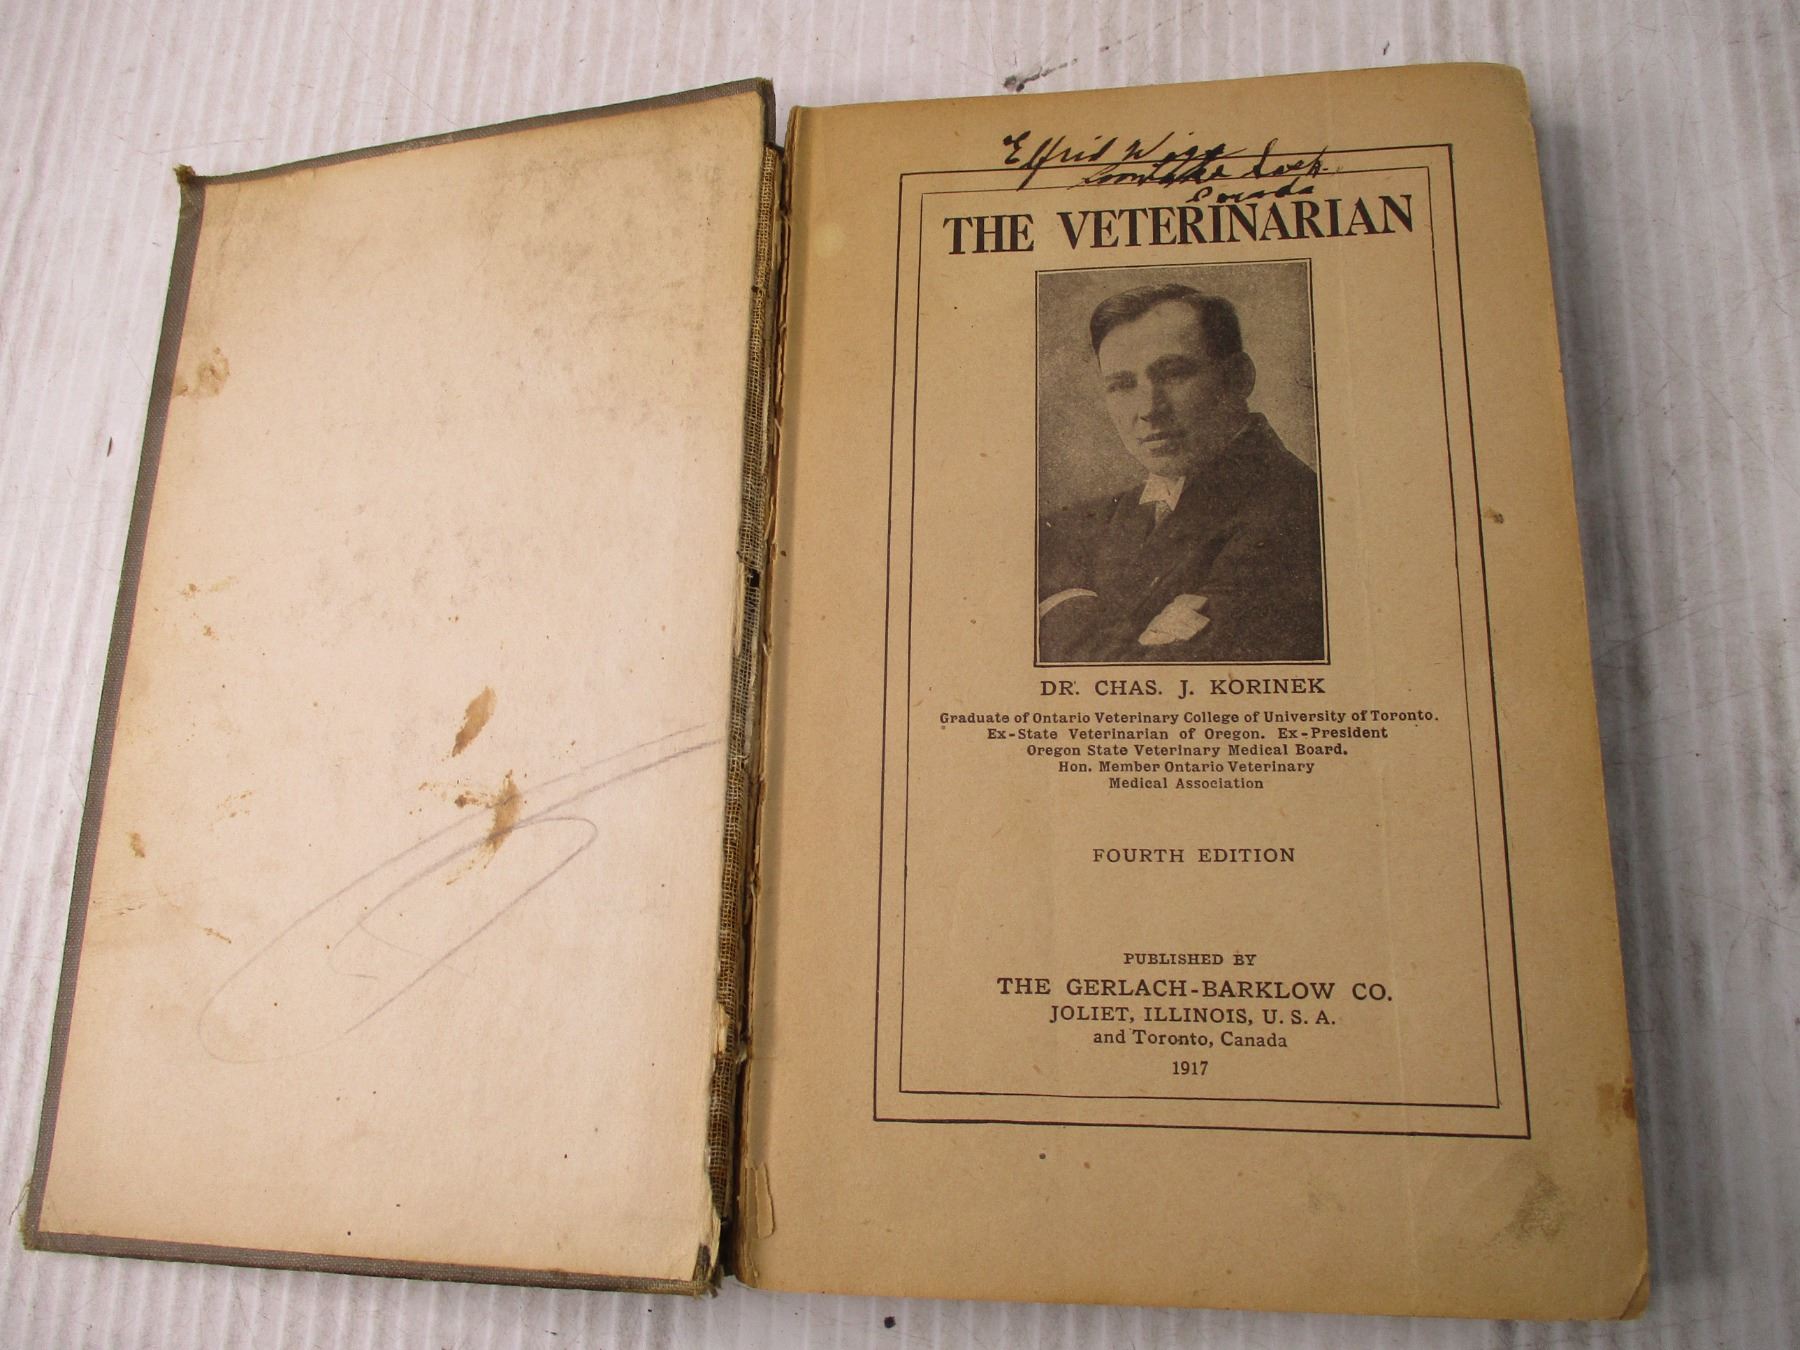 Elfrid
Canada
THE VETERINARIAN
DR. CHAS. J. KORINEK
Graduate of Ontario Veterinary College of University of Toronto.
Ex-State Veterinarian of Oregon. Ex-President
Oregon State Veterinary Medical Board.
Hon. Member Ontario Veterinary
Medical Association
FOURTH EDITION
PUBLISHED BY
THE GERLACH-BARKLOW CO.
JOLIET, ILLINOIS, U. S. A.
and Toronto, Canada
1917